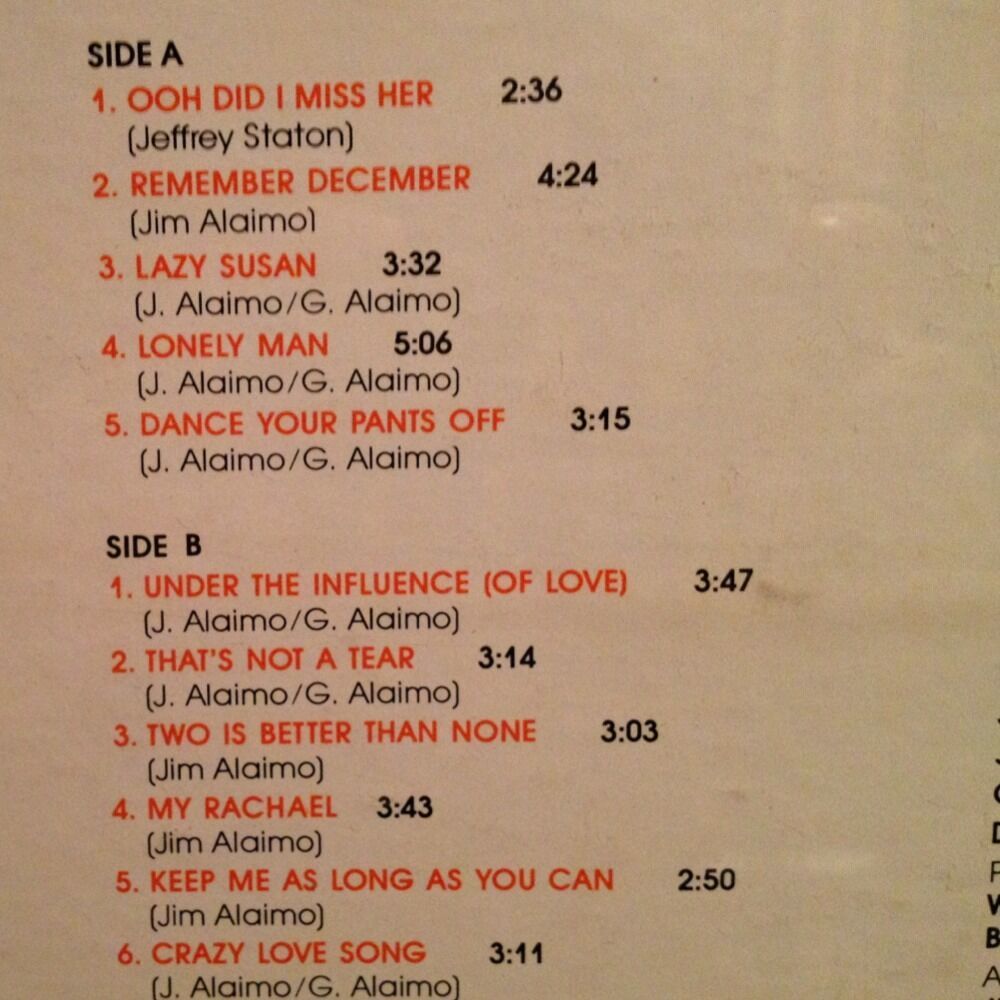 SIDE A
1. OOH DID I MISS HER 2:36
(Jeffrey Staton)
2. REMEMBER DECEMBER 4:24
(Jim Alaimo)
3. LAZY SUSAN 3:32
(J. Alaimo/G. Alaimo)
4. LONELY MAN 5:06
(J. Alaimo/G. Alaimo)
5. DANCE YOUR PANTS OFF 3:15
(J. Alaimo/G. Alaimo)
SIDE B
1. UNDER THE INFLUENCE (OF LOVE) 3:47
(J. Alaimo/G. Alaimo)
2. THAT'S NOT A TEAR 3:14
(J. Alaimo/G. Alaimo)
3. TWO IS BETTER THAN NONE 3:03
(Jim Alaimo)
4. MY RACHAEL 3:43
(Jim Alaimo)
5. KEEP ME AS LONG AS YOU CAN 2:50
(Jim Alaimo)
6. CRAZY LOVE SONG 3:11
(J. Alaimo/G. Alaimo)